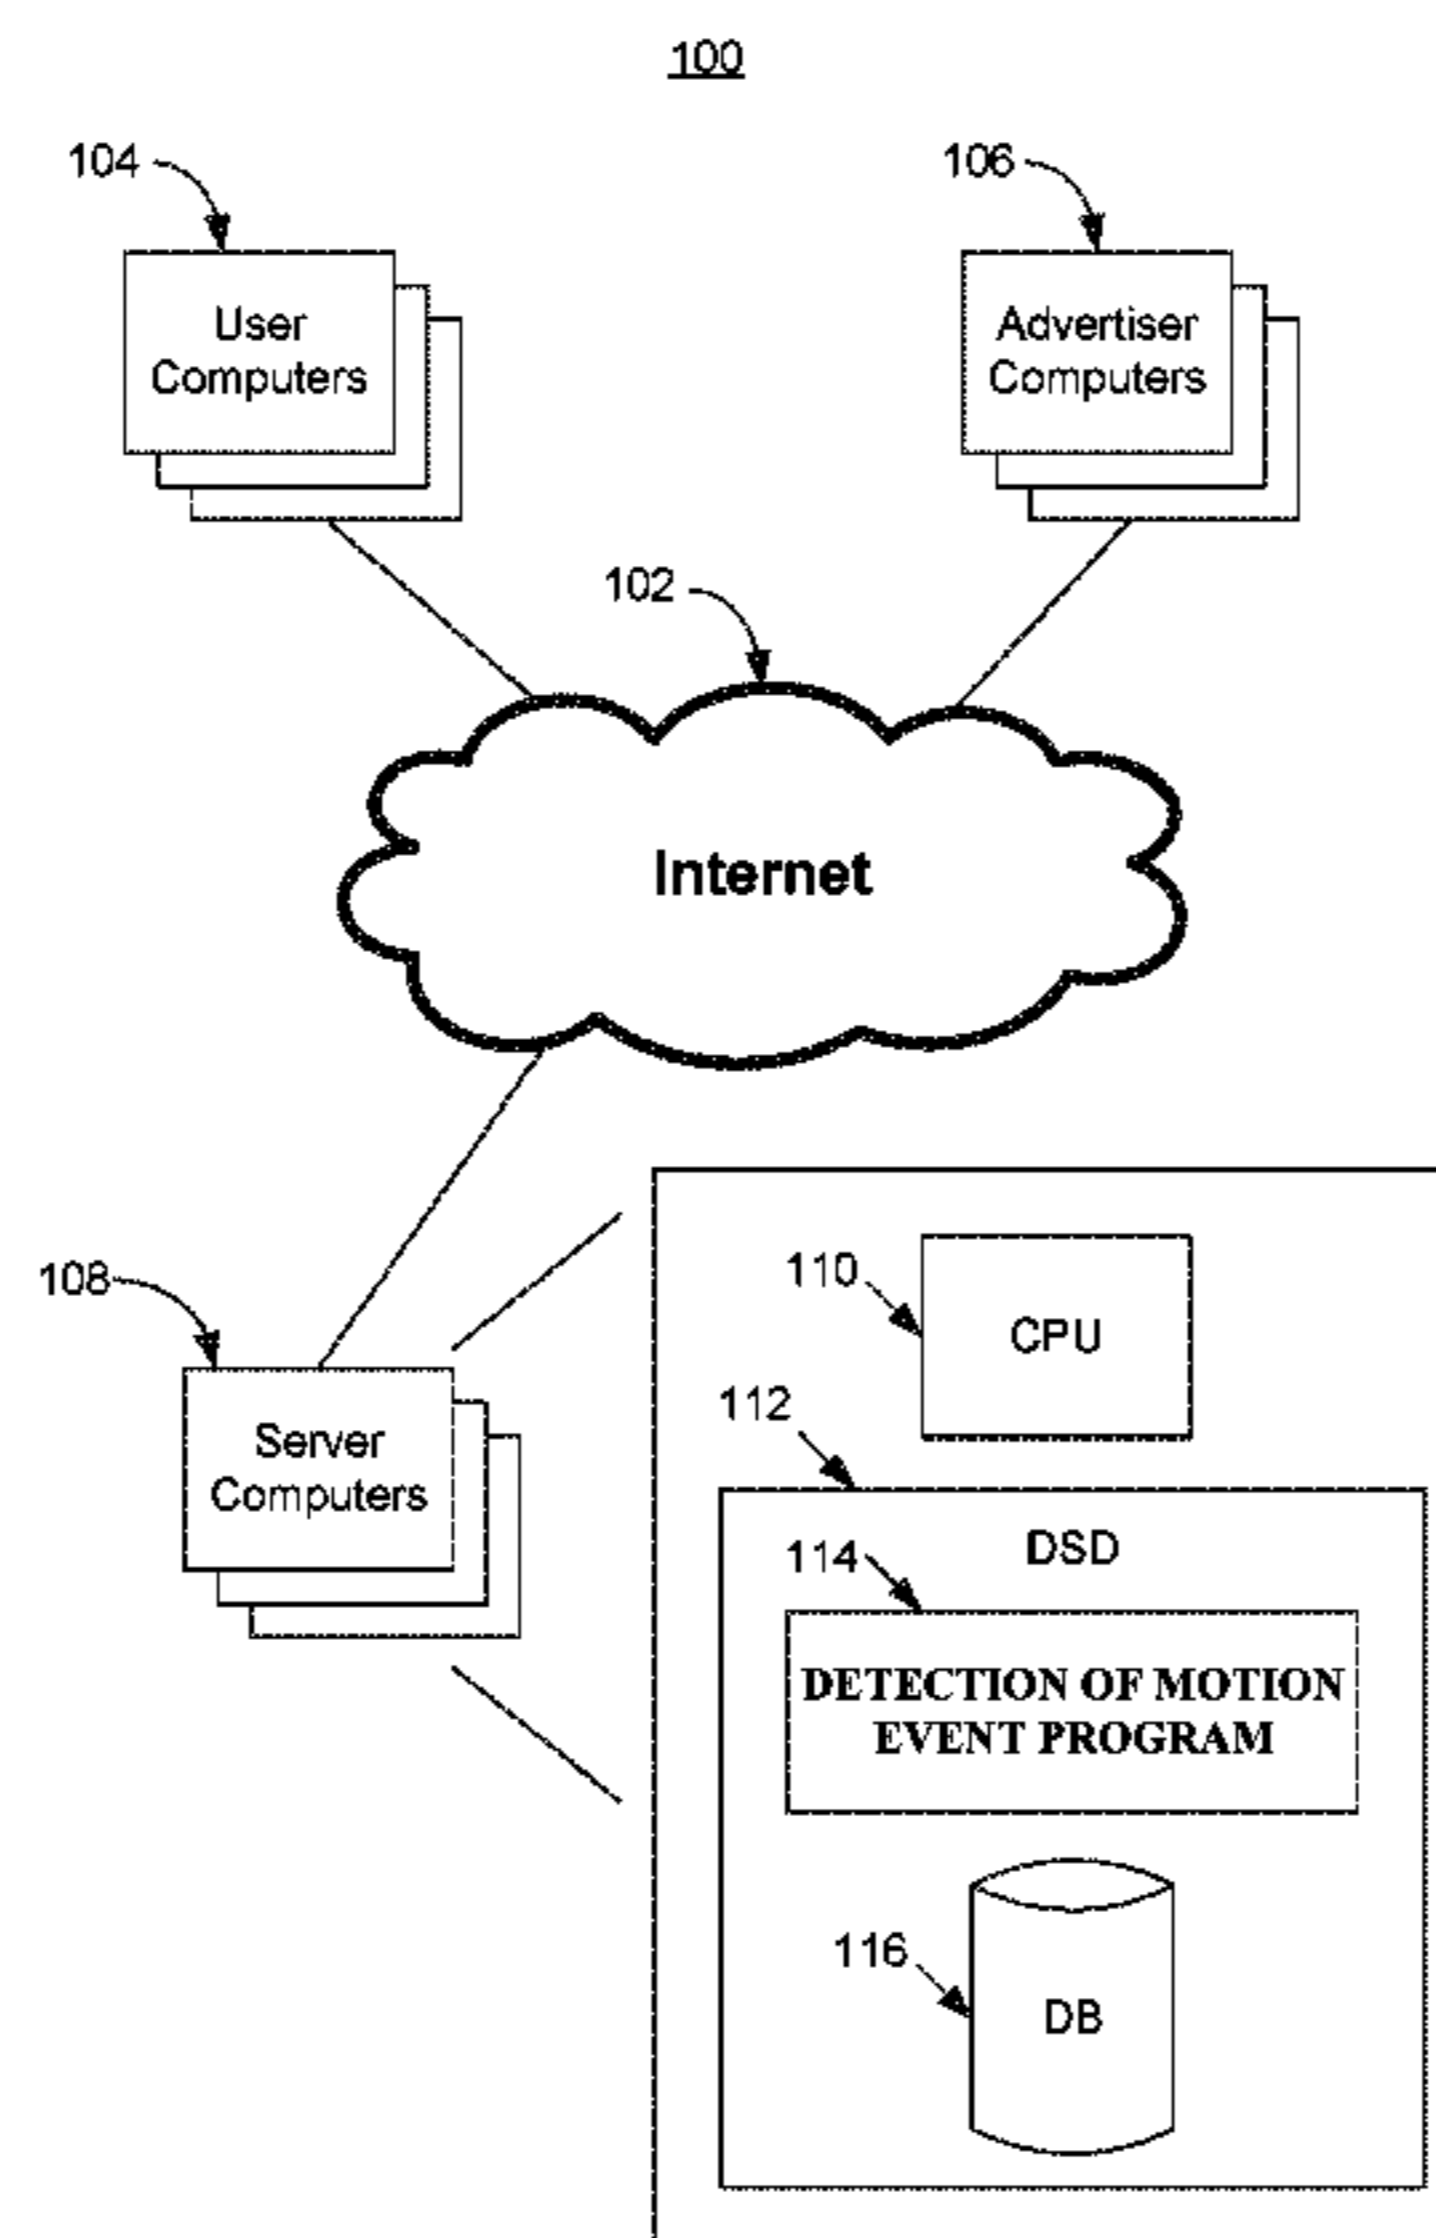 100
104
106
User
Computers
Advertiser
Computers
102
Internet
108
Server
Computers
110
CPU
112
DSD
114
DETECTION OF MOTION
EVENT PROGRAM
116
DB